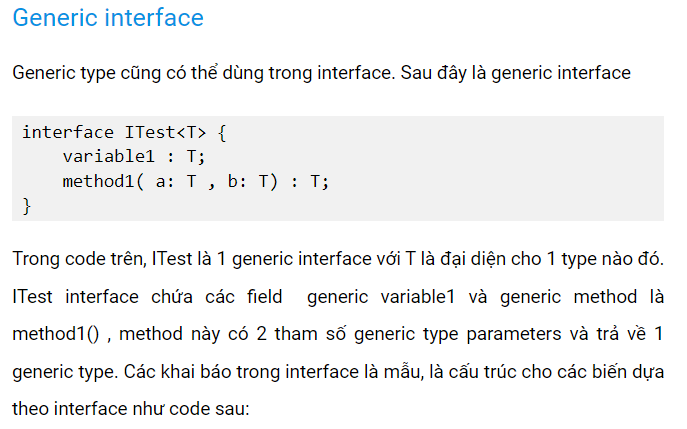 Generic interface
Generic type cũng có thể dùng trong interface. Sau đây là generic interface
interface ITest<T> {
    variable1 : T;
    method1( a: T , b: T) : T;
}
Trong code trên, ITest là 1 generic interface với T là đại diện cho 1 type nào đó.
ITest interface chứa các field  generic variable1 và generic method là
method1() , method này có 2 tham số generic type parameters và trả về 1
generic type. Các khai báo trong interface là mẫu, là cấu trúc cho các biến dựa
theo interface như code sau: